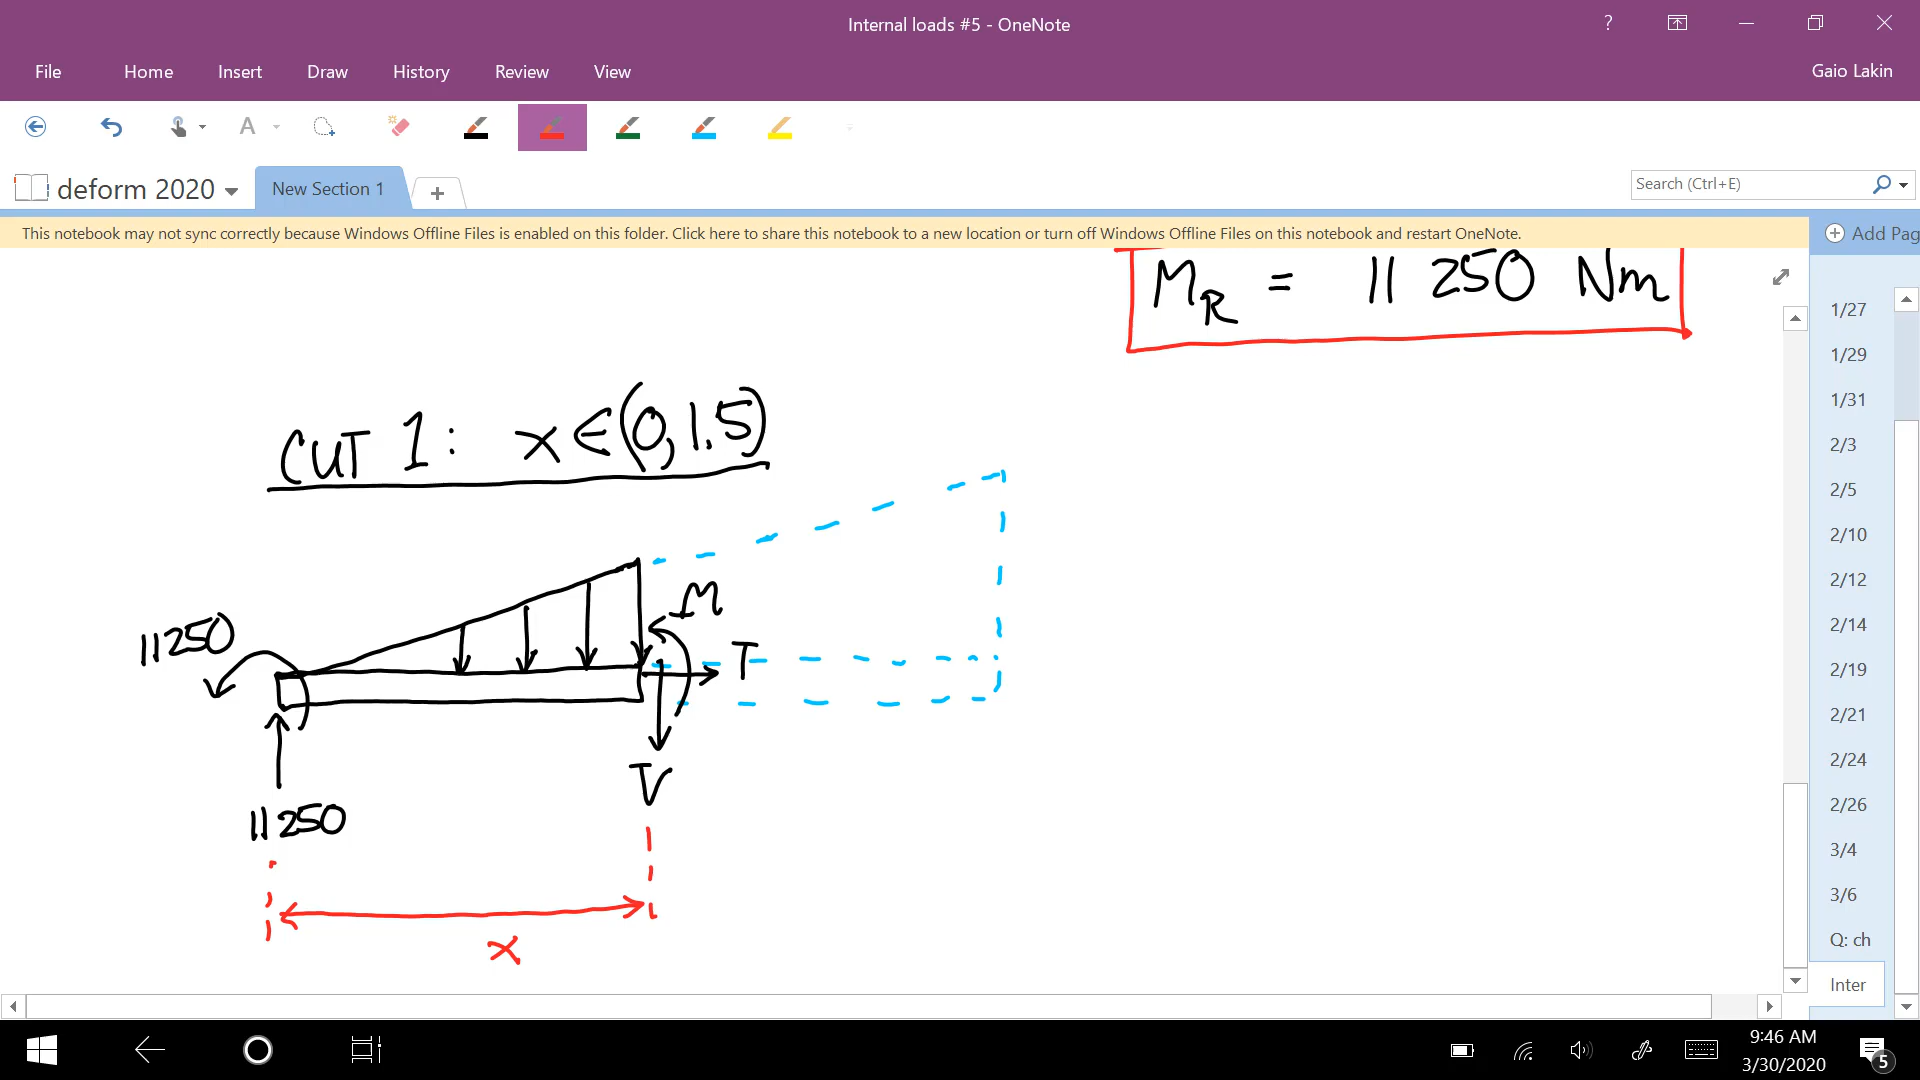 Internal loads #5 - OneNote
?
File Home Insert Draw History Review View
Gaio Lakin
A
deform 2020
New Section 1
+
Search (Ctrl+E)
This notebook may not sync correctly because Windows Offline Files is enabled on this folder. Click here to share this notebook to a new location or turn off Windows Offline Files on this notebook and restart OneNote.
Add Pag
M_R = 11 250 Nm
CUT 1: x∈(0,1.5)
11250
M
T
V
11250
x
1/27
1/29
1/31
2/3
2/5
2/10
2/12
2/14
2/19
2/21
2/24
2/26
3/4
3/6
Q: ch
Inter
9:46 AM
3/30/2020
5